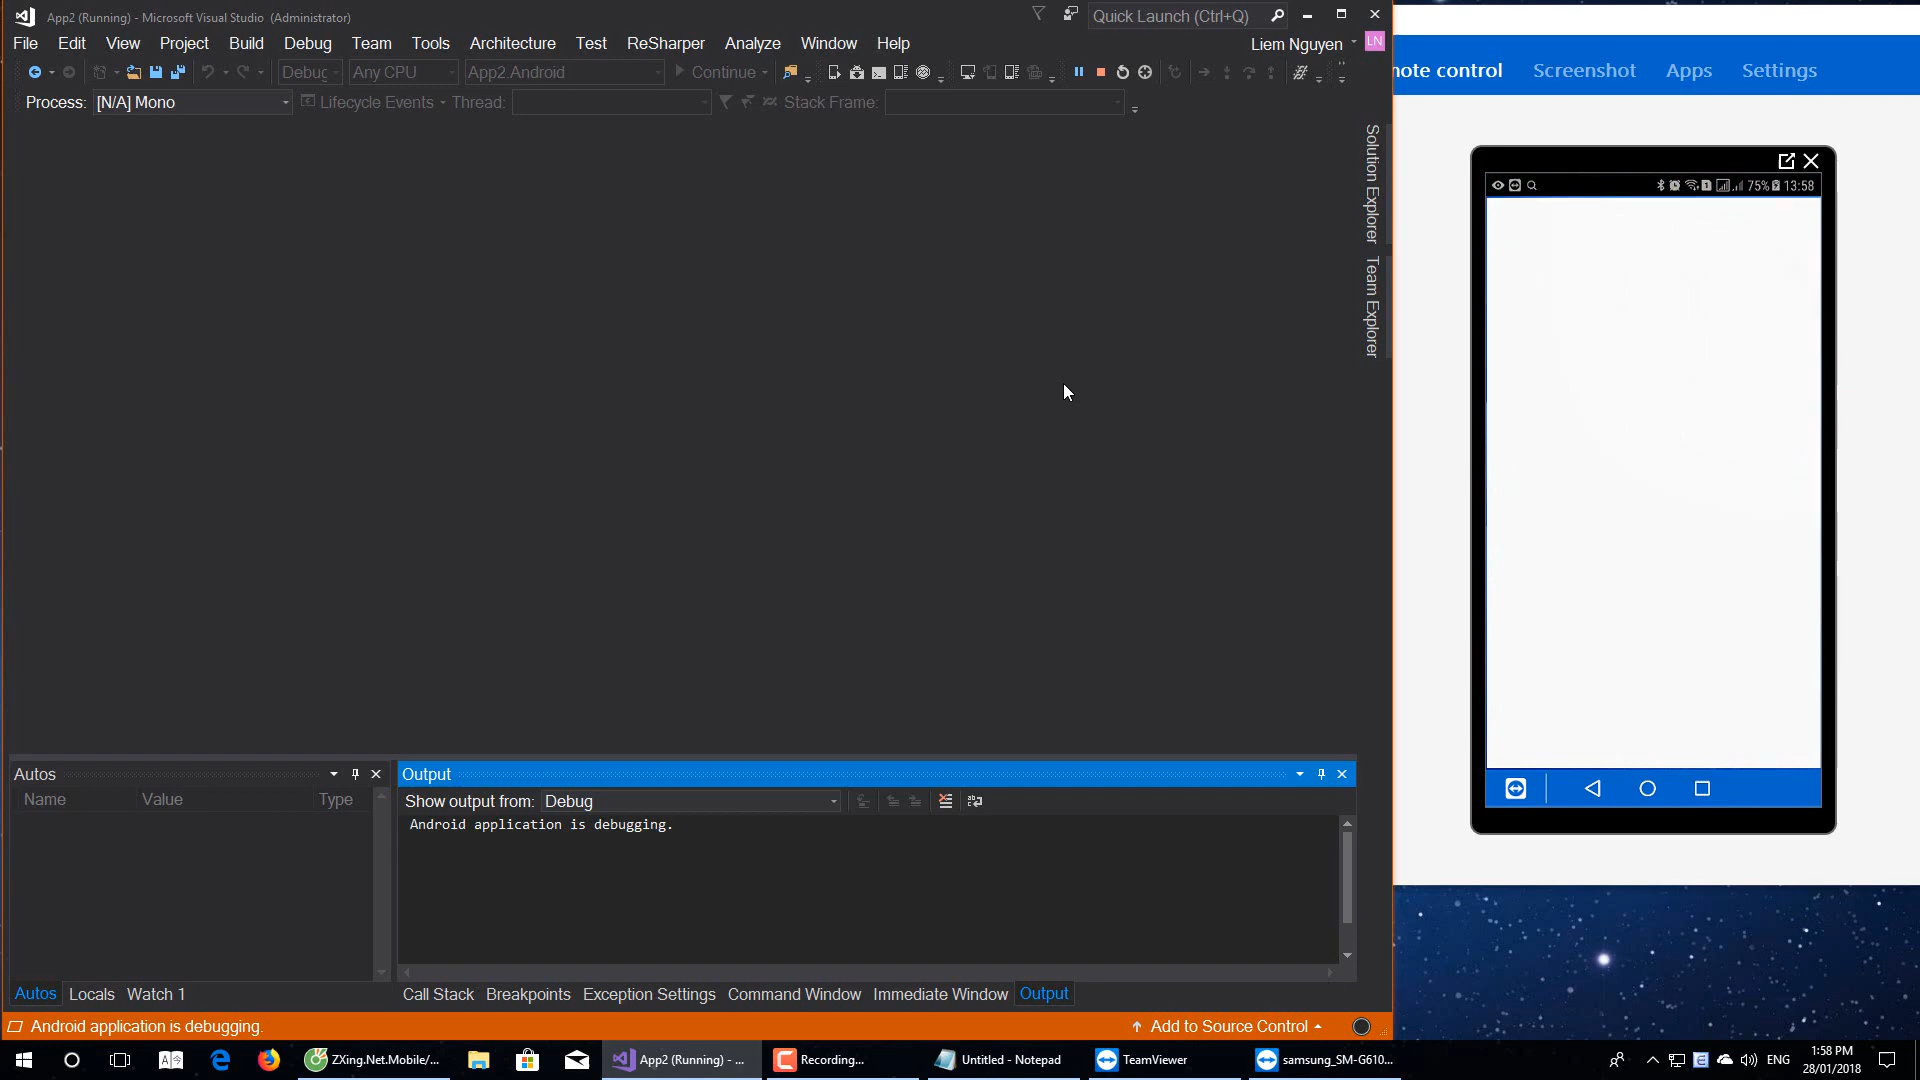 App2 (Running) - Microsoft Visual Studio (Administrator)
Quick Launch (Ctrl+Q)
File Edit View Project Build Debug Team Tools Architecture Test ReSharper Analyze Window Help
Liem Nguyen LN
Debug Any CPU App2.Android Continue
Process: [N/A] Mono Lifecycle Events Thread: Stack Frame:
Solution Explorer
Team Explorer
note control Screenshot Apps Settings
75% 13:58
Autos
Name Value Type
Output
Show output from: Debug
Android application is debugging.
Autos Locals Watch 1
Call Stack Breakpoints Exception Settings Command Window Immediate Window Output
Android application is debugging.
Add to Source Control
ZXing.Net.Mobile/...
App2 (Running) - ...
Recording...
Untitled - Notepad
TeamViewer
samsung_SM-G610...
ENG
1:58 PM
28/01/2018